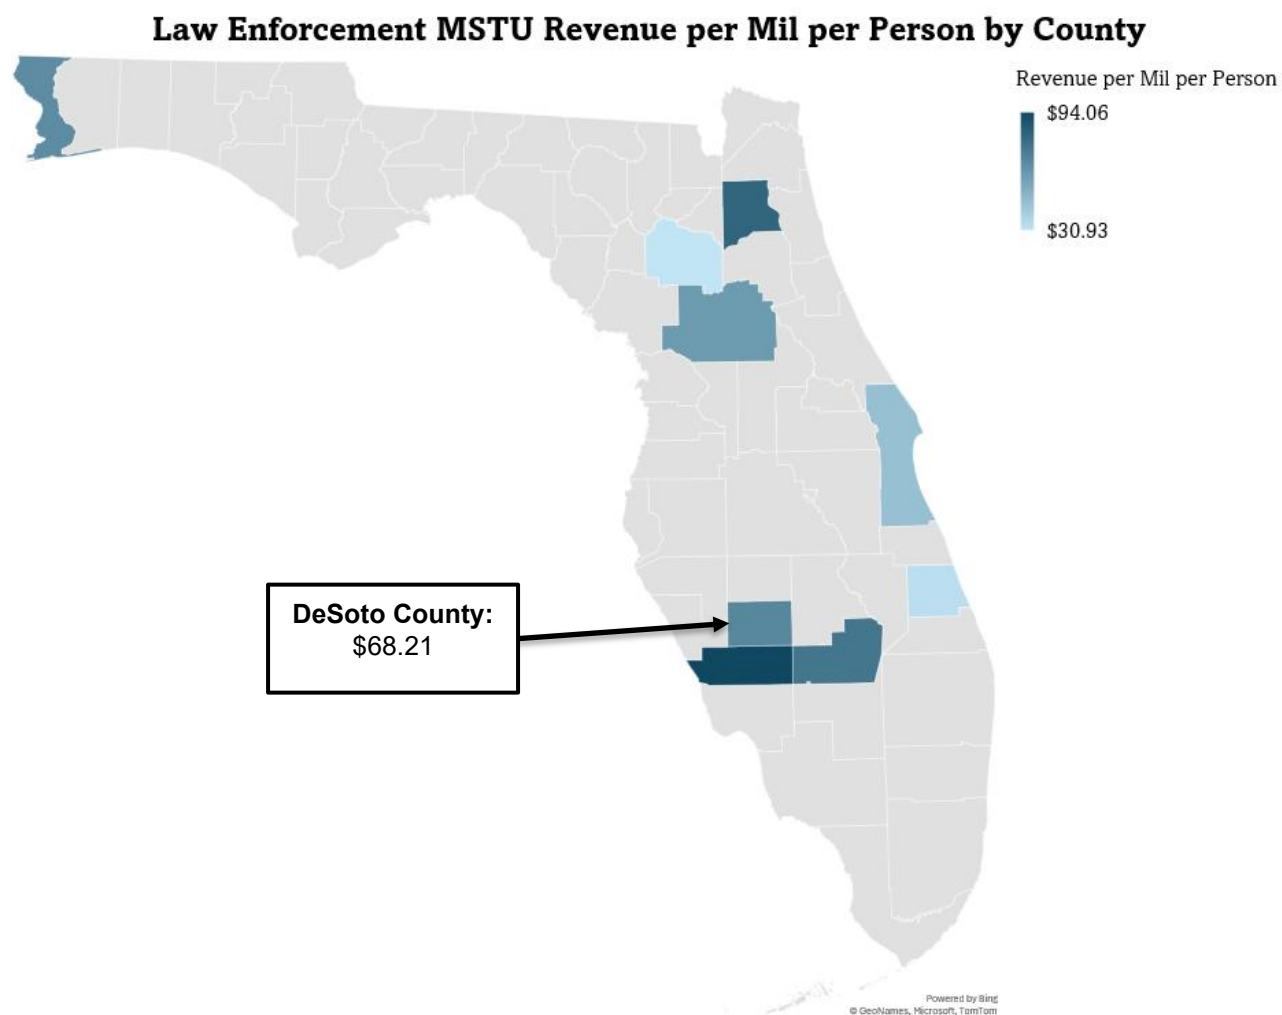 Law Enforcement MSTU Revenue per Mil per Person by County
Revenue per Mil per Person
$94.06
$30.93
DeSoto County:
$68.21
Powered by Bing
© GeoNames, Microsoft, TomTom